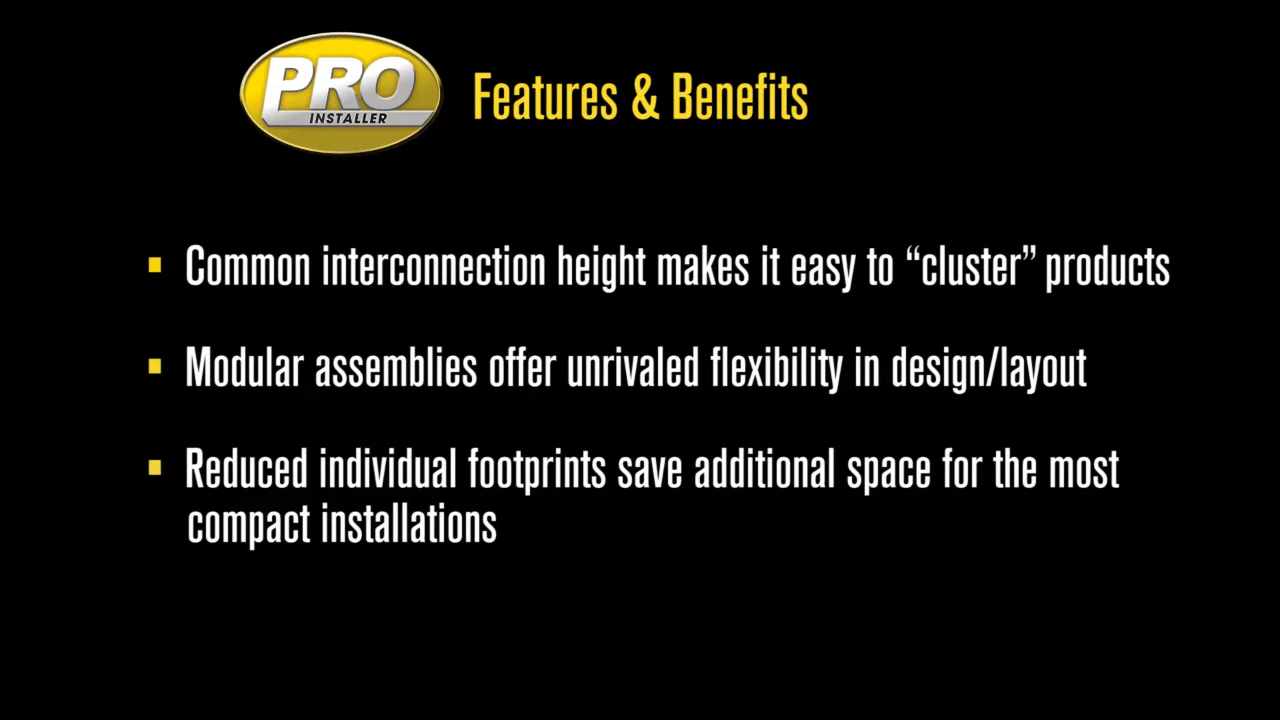 PRO
INSTALLER
Features & Benefits
▪ Common interconnection height makes it easy to “cluster” products
▪ Modular assemblies offer unrivaled flexibility in design/layout
▪ Reduced individual footprints save additional space for the most
compact installations